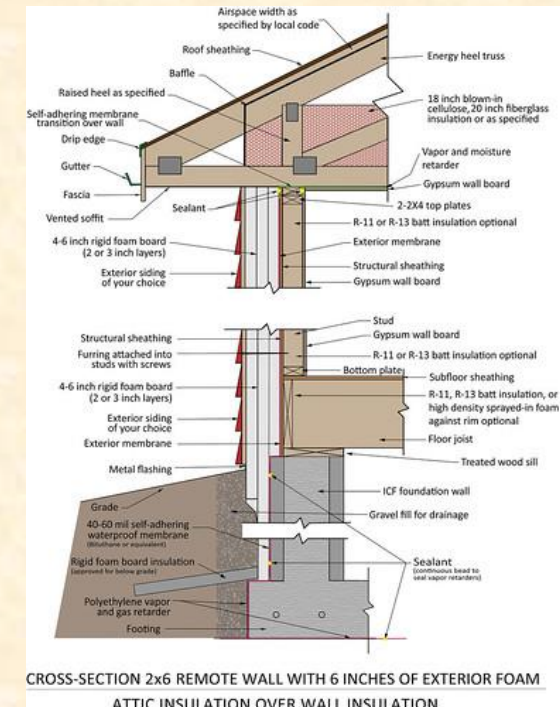 Airspace width as
specified by local code
Roof sheathing
Energy heel truss
Baffle
Raised heel as specified
18 inch blown-in
cellulose, 20 inch fiberglass
insulation or as specified
Self-adhering membrane
transition over wall
Drip edge
Vapor and moisture
retarder
Gutter
Gypsum wall board
Fascia
Sealant
2-2X4 top plates
Vented soffit
R-11 or R-13 batt insulation optional
4-6 inch rigid foam board
(2 or 3 inch layers)
Exterior membrane
Structural sheathing
Exterior siding
of your choice
Gypsum wall board
Stud
Structural sheathing
Gypsum wall board
Furring attached into
studs with screws
R-11 or R-13 batt insulation optional
Bottom plate
Subfloor sheathing
4-6 inch rigid foam board
(2 or 3 inch layers)
R-11, R-13 batt insulation, or
high density sprayed-in foam
against rim optional
Exterior siding
of your choice
Floor joist
Exterior membrane
Treated wood sill
Metal flashing
Grade
ICF foundation wall
Gravel fill for drainage
40-60 mil self-adhering
waterproof membrane
(Bituthane or equivalent)
Rigid foam board insulation
(approved for below grade)
Sealant
(continuous bead to
seal vapor retarders)
Polyethylene vapor
and gas retarder
Footing
CROSS-SECTION 2x6 REMOTE WALL WITH 6 INCHES OF EXTERIOR FOAM
ATTIC INSULATION OVER WALL INSULATION